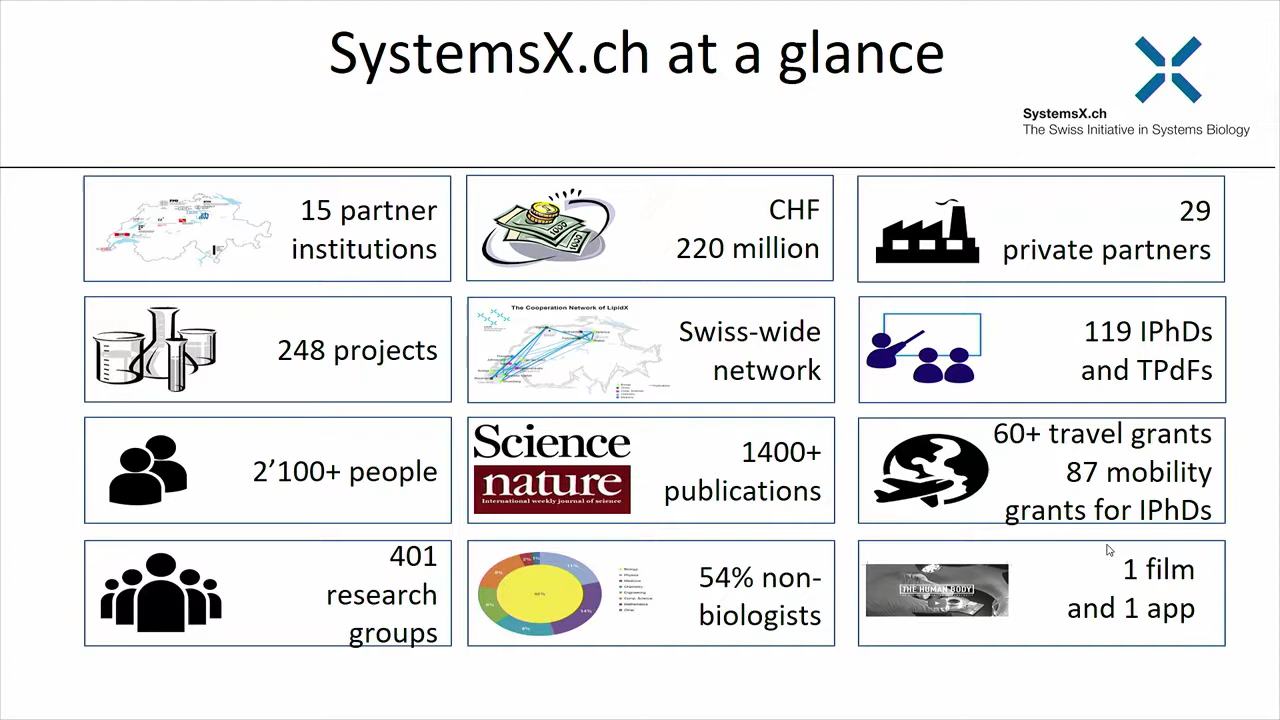 SystemsX.ch at a glance
SystemsX.ch
The Swiss Initiative in Systems Biology
15 partner
institutions
CHF
220 million
29
private partners
248 projects
The Cooperation Network of LipidX
Swiss-wide
network
119 IPhDs
and TPdFs
2’100+ people
Science
nature
International weekly journal of science
1400+
publications
60+ travel grants
87 mobility
grants for IPhDs
401
research
groups
11%
14%
54% non-
biologists
THE HUMAN BODY
1 film
and 1 app